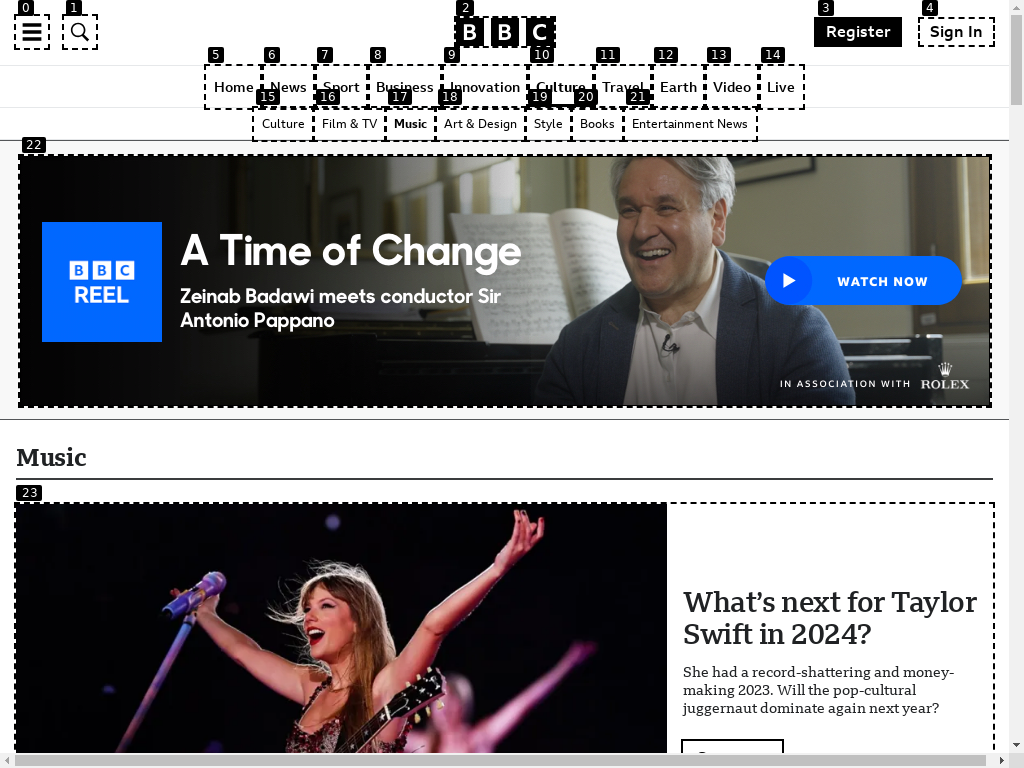 0
1
2
3
4
BBC
Register
Sign In
5
6
7
8
9
10
11
12
13
14
Home
News
Sport
Business
Innovation
Culture
Travel
Earth
Video
Live
15
16
17
18
19
20
21
Culture
Film & TV
Music
Art & Design
Style
Books
Entertainment News
22
BBC
REEL
A Time of Change
Zeinab Badawi meets conductor Sir
Antonio Pappano
WATCH NOW
IN ASSOCIATION WITH
ROLEX
Music
23
What's next for Taylor
Swift in 2024?
She had a record-shattering and money-
making 2023. Will the pop-cultural
juggernaut dominate again next year?